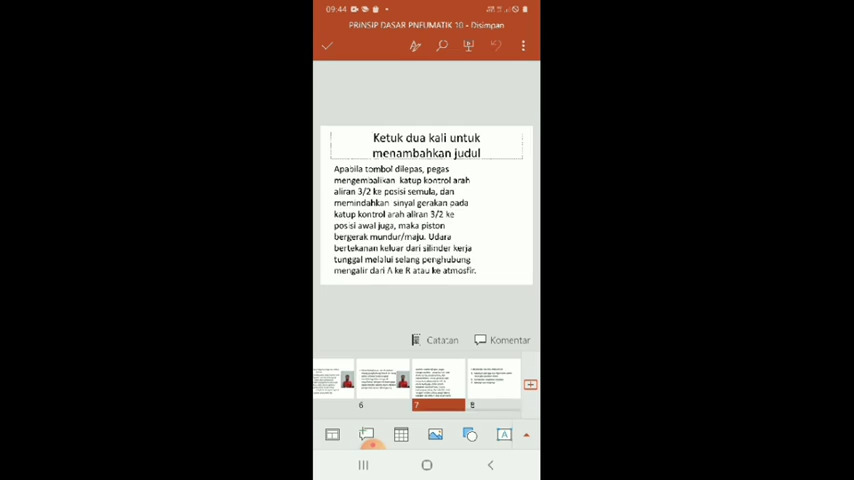 09:44
PRINSIP DASAR PNEUMATIK 10 - Disimpan
Ketuk dua kali untuk
menambahkan judul
Apabila tombol dilepas, pegas
mengembalikan katup kontrol arah
aliran 3/2 ke posisi semula, dan
memindahkan sinyal gerakan pada
katup kontrol arah aliran 3/2 ke
posisi awal juga, maka piston
bergerak mundur/maju. Udara
bertekanan keluar dari silinder kerja
tunggal melalui selang penghubung
mengalir dari A ke R atau ke atmosfir.
Catatan
Komentar
6
7
8